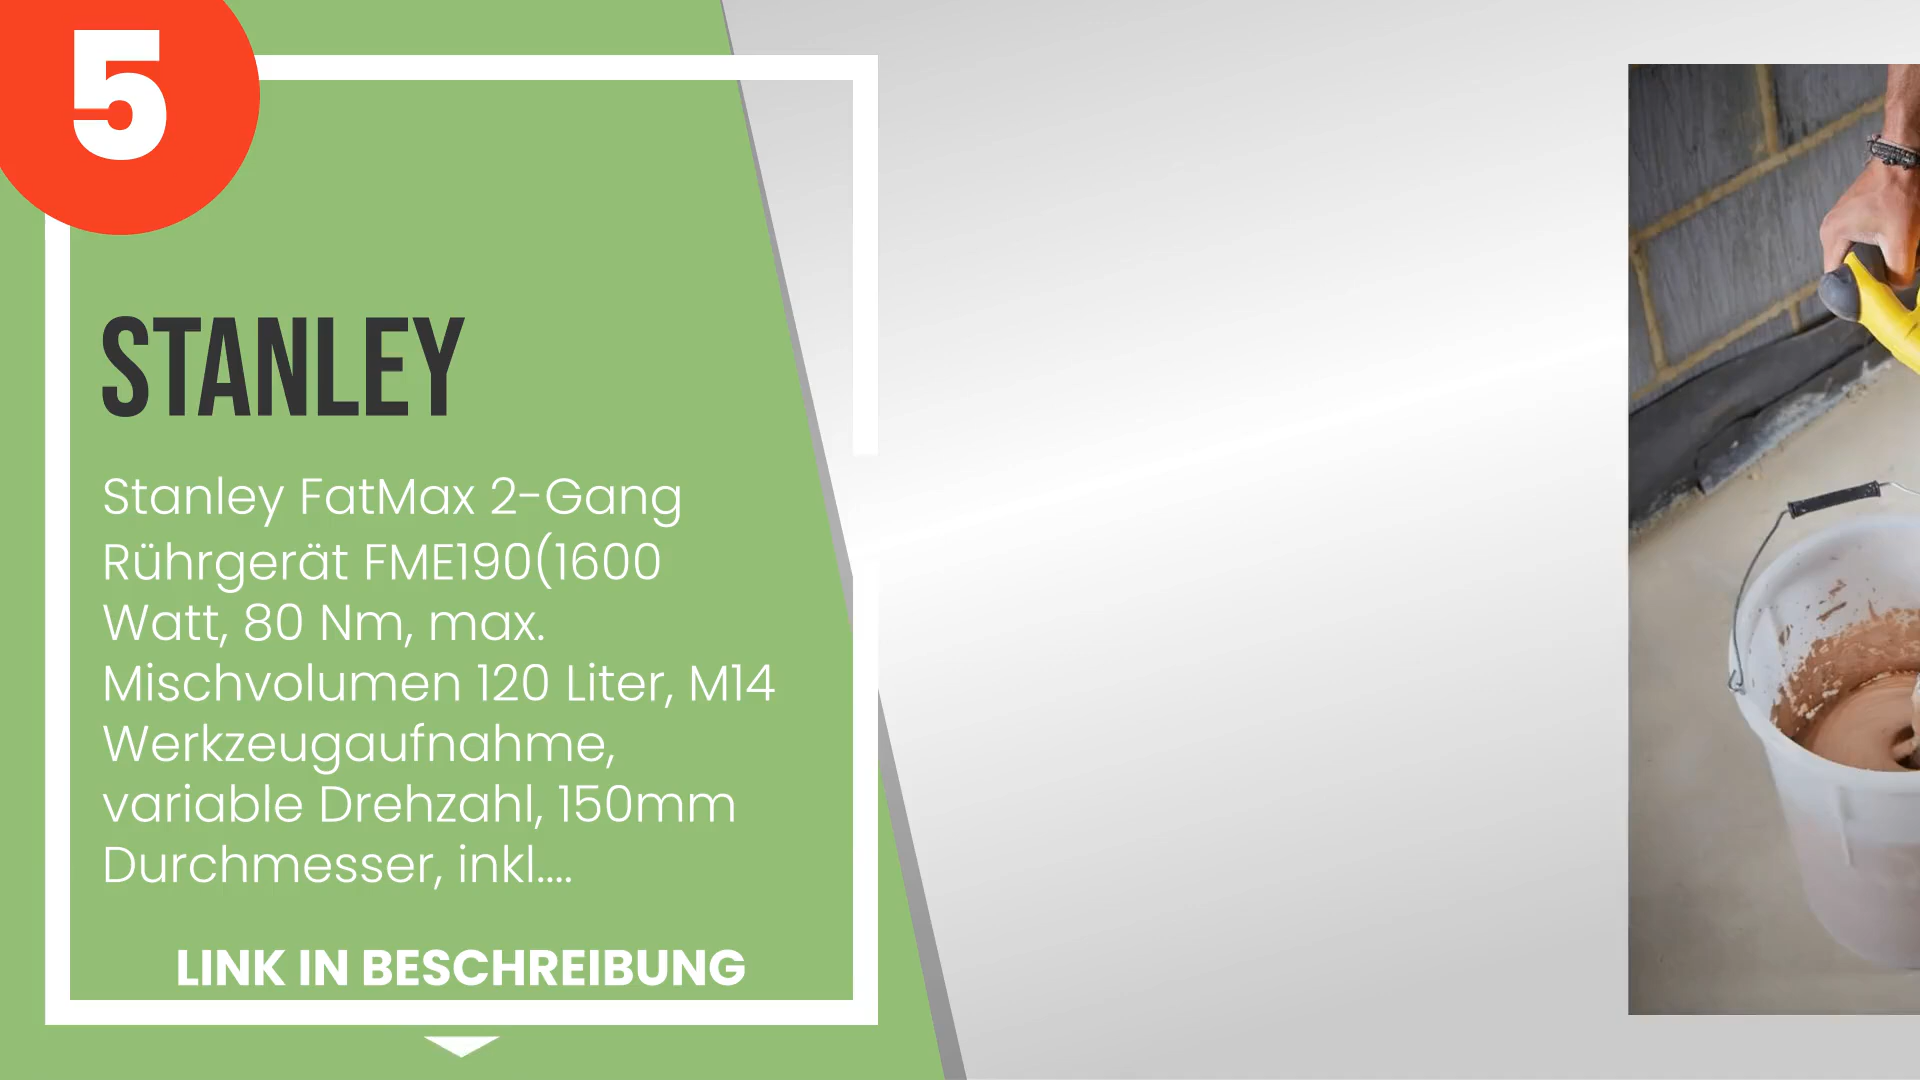 5
STANLEY
Stanley FatMax 2-Gang
Rührgerät FME190(1600
Watt, 80 Nm, max.
Mischvolumen 120 Liter, M14
Werkzeugaufnahme,
variable Drehzahl, 150mm
Durchmesser, inkl....
LINK IN BESCHREIBUNG